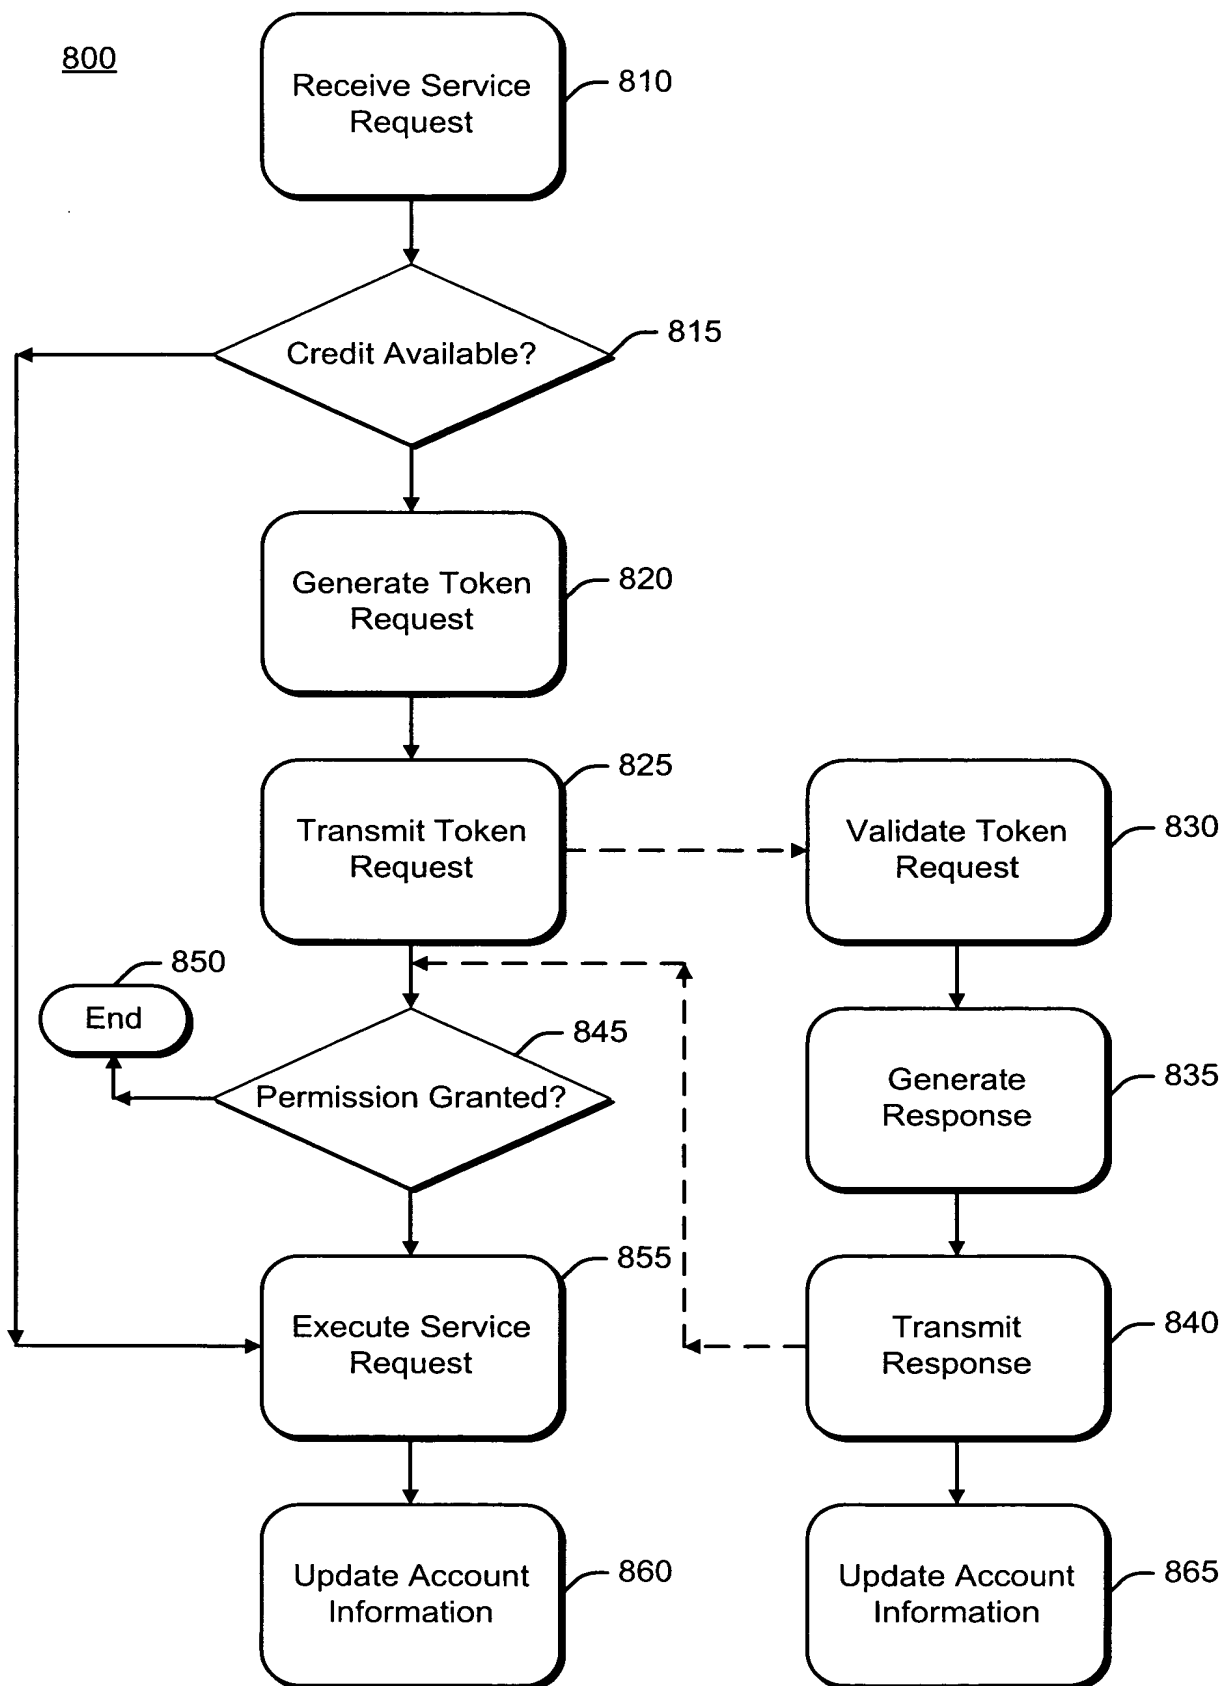 800
Receive Service
Request
810
Credit Available?
815
Generate Token
Request
820
Transmit Token
Request
825
Validate Token
Request
830
850
End
Permission Granted?
845
Generate
Response
835
Execute Service
Request
855
Transmit
Response
840
Update Account
Information
860
Update Account
Information
865